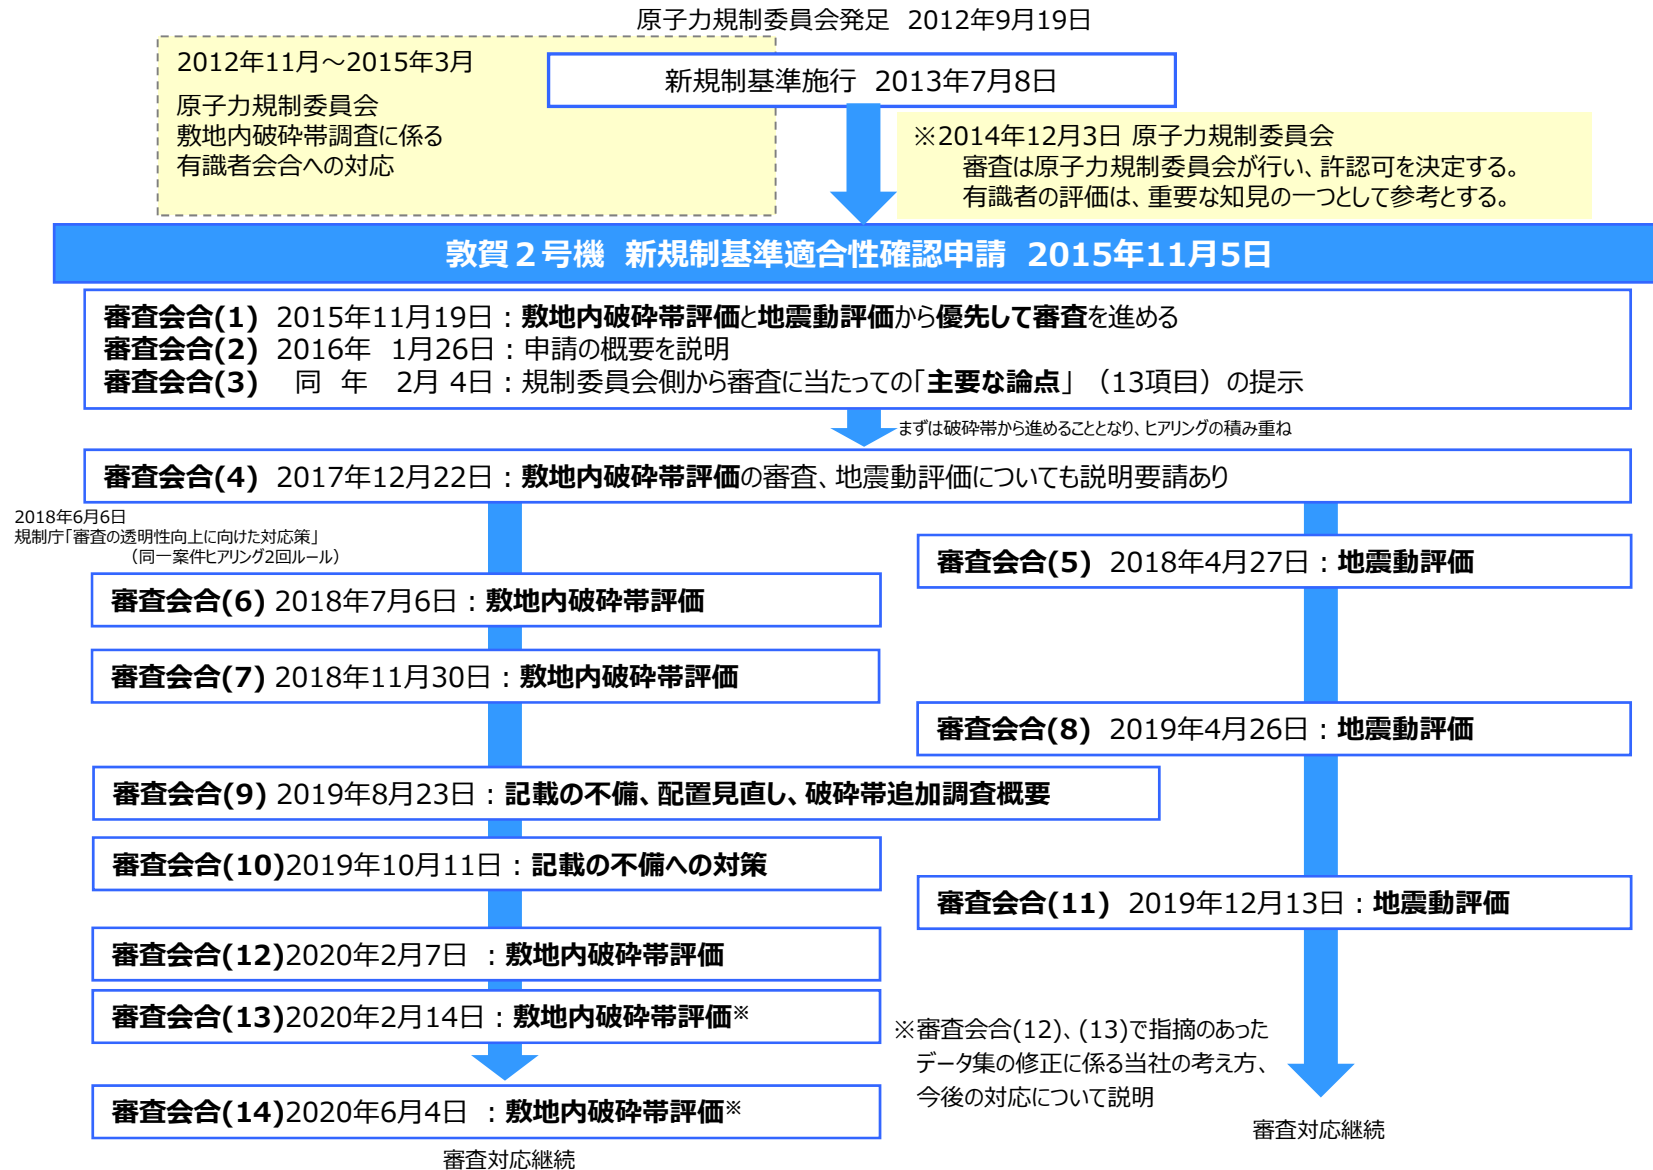 原子力規制委員会発足 2012年9月19日
2012年11月～2015年3月
原子力規制委員会
敷地内破砕帯調査に係る
有識者会合への対応
新規制基準施行 2013年7月8日
※2014年12月3日 原子力規制委員会
審査は原子力規制委員会が行い、許認可を決定する。
有識者の評価は、重要な知見の一つとして参考とする。
敦賀２号機 新規制基準適合性確認申請 2015年11月5日
審査会合(1) 2015年11月19日：敷地内破砕帯評価と地震動評価から優先して審査を進める
審査会合(2) 2016年 1月26日：申請の概要を説明
審査会合(3) 同 年 2月 4日：規制委員会側から審査に当たっての「主要な論点」（13項目）の提示
まずは破砕帯から進めることとなり、ヒアリングの積み重ね
審査会合(4) 2017年12月22日：敷地内破砕帯評価の審査、地震動評価についても説明要請あり
2018年6月6日
規制庁「審査の透明性向上に向けた対応策」
（同一案件ヒアリング2回ルール）
審査会合(5) 2018年4月27日：地震動評価
審査会合(6) 2018年7月6日：敷地内破砕帯評価
審査会合(7) 2018年11月30日：敷地内破砕帯評価
審査会合(8) 2019年4月26日：地震動評価
審査会合(9) 2019年8月23日：記載の不備、配置見直し、破砕帯追加調査概要
審査会合(10)2019年10月11日：記載の不備への対策
審査会合(11) 2019年12月13日：地震動評価
審査会合(12)2020年2月7日 ：敷地内破砕帯評価
審査会合(13)2020年2月14日：敷地内破砕帯評価※
※審査会合(12)、(13)で指摘のあった
データ集の修正に係る当社の考え方、
今後の対応について説明
審査会合(14)2020年6月4日 ：敷地内破砕帯評価※
審査対応継続
審査対応継続